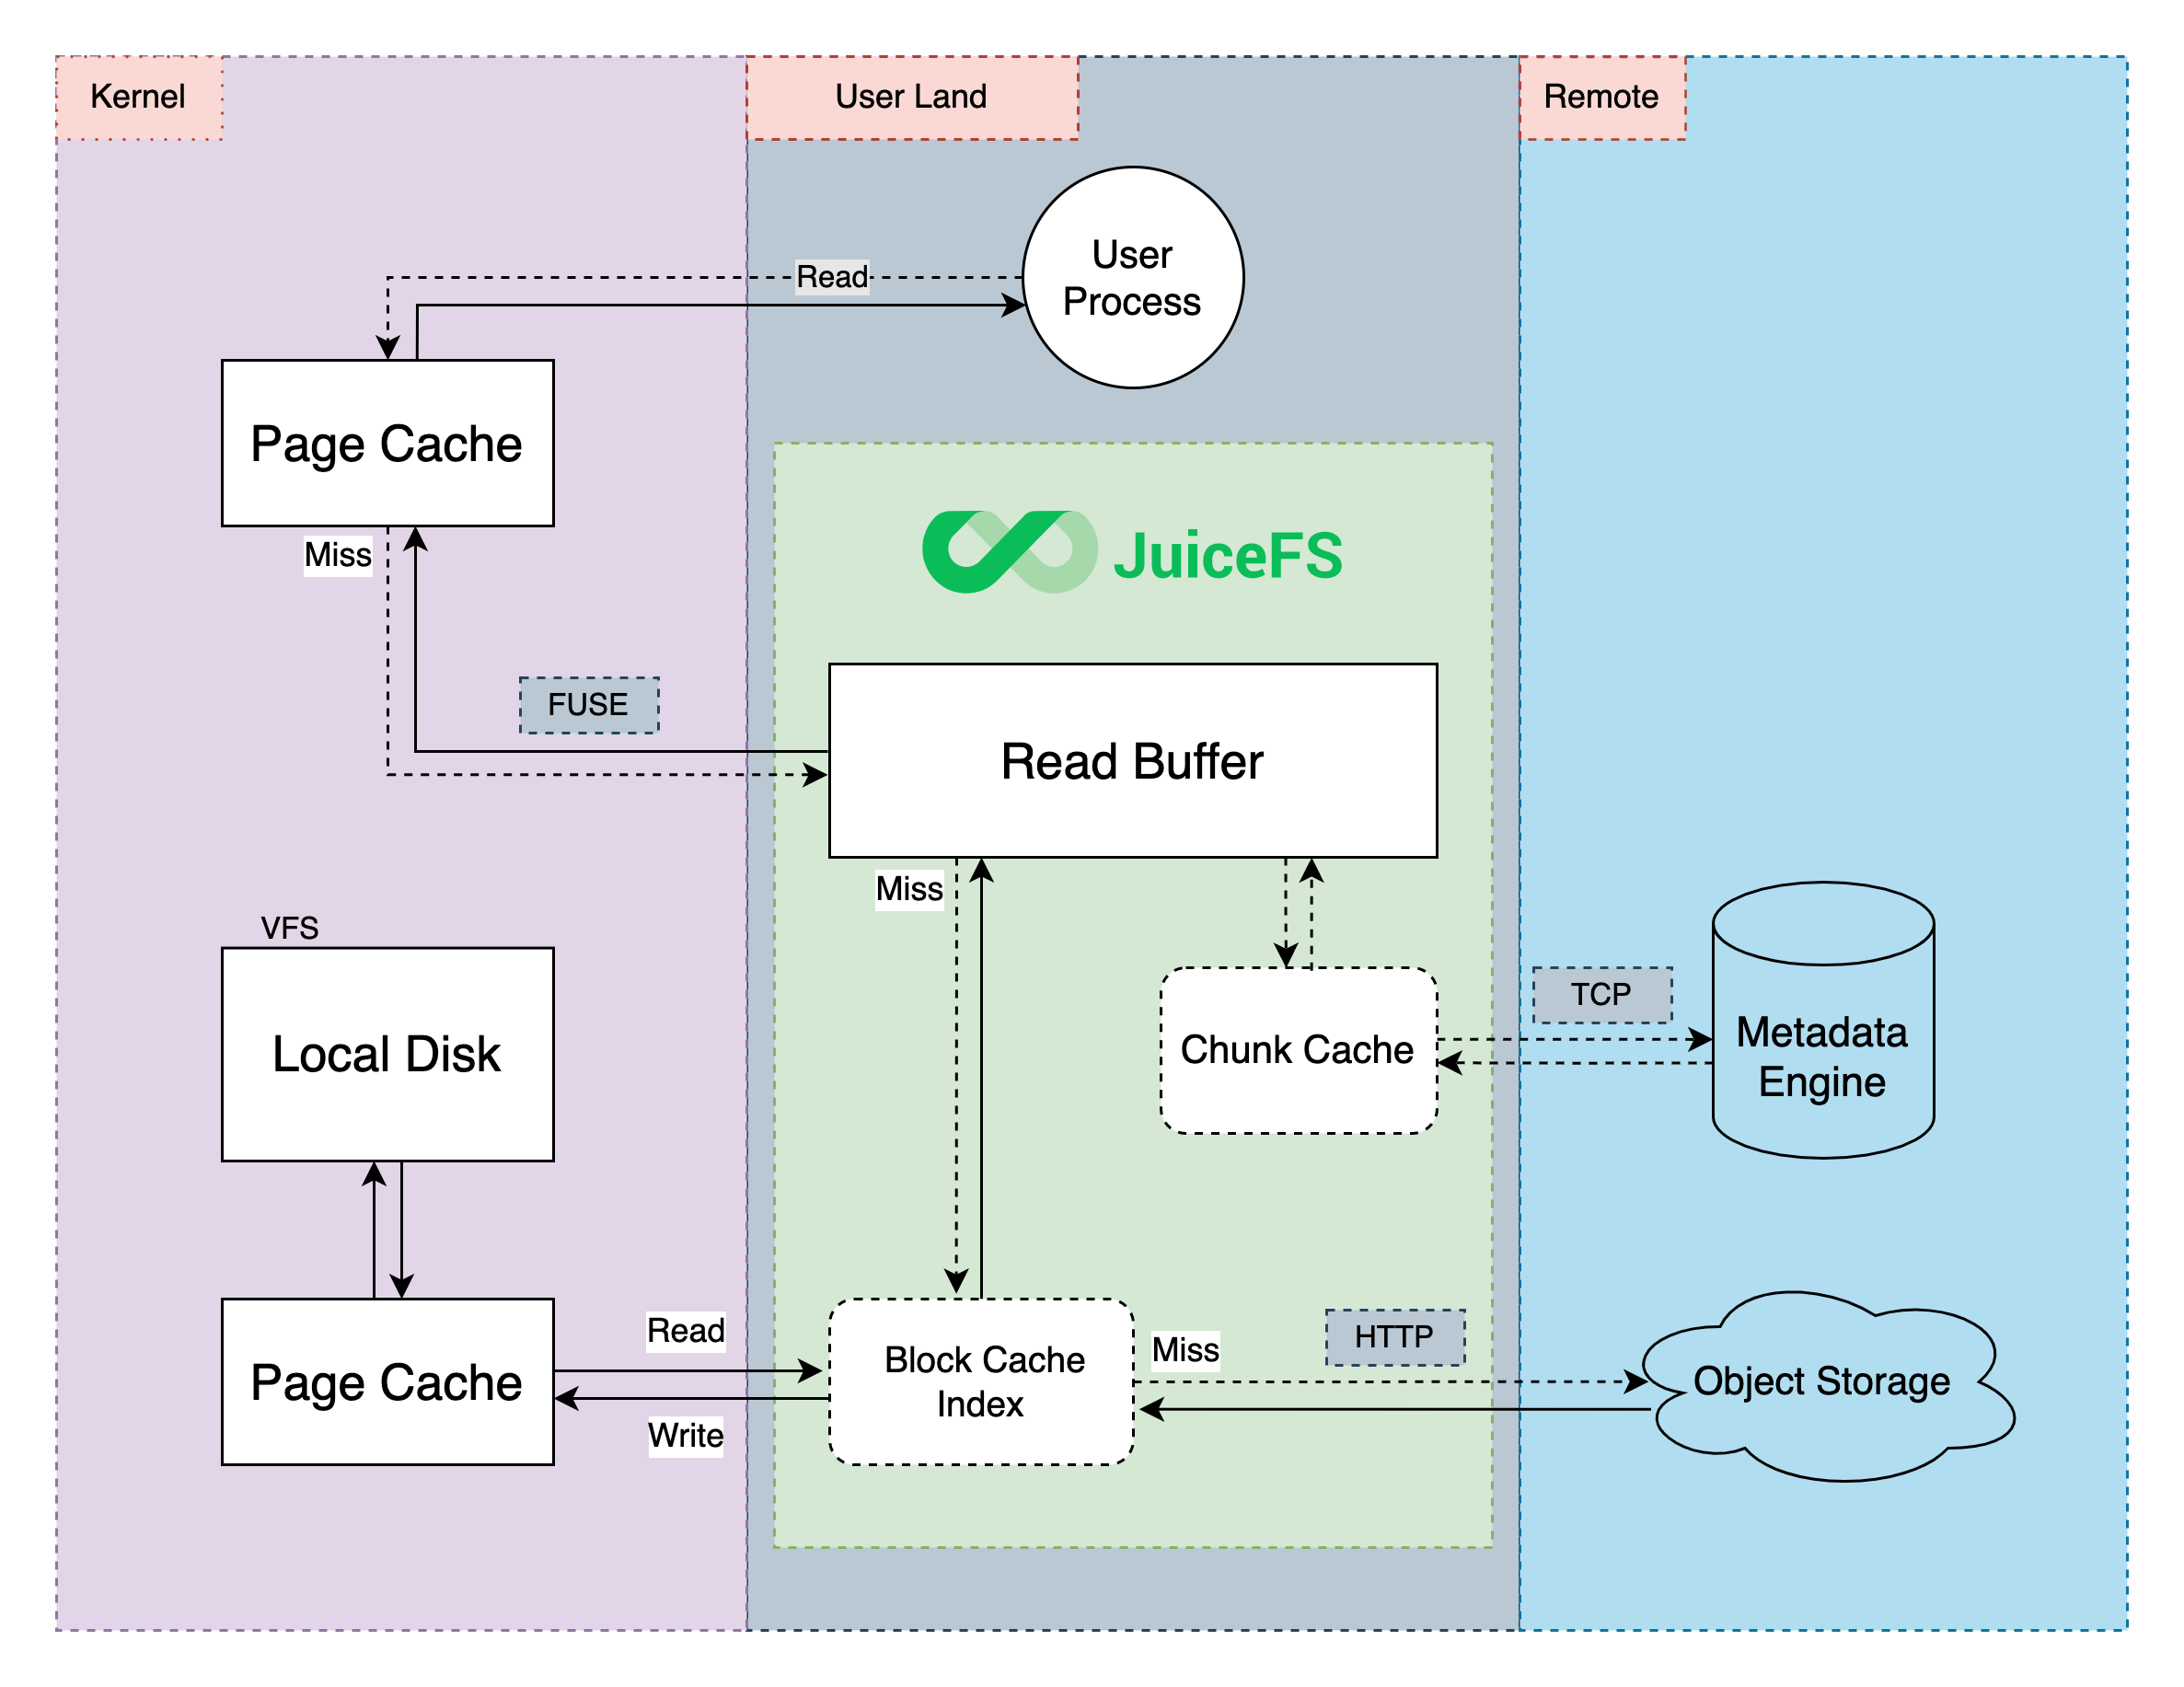 Kernel
User Land
Remote
User
Process
Read
Page Cache
Miss
JuiceFS
FUSE
Read Buffer
Miss
VFS
Local Disk
Chunk Cache
TCP
Metadata
Engine
Page Cache
Read
Write
Block Cache
Index
Miss
HTTP
Object Storage